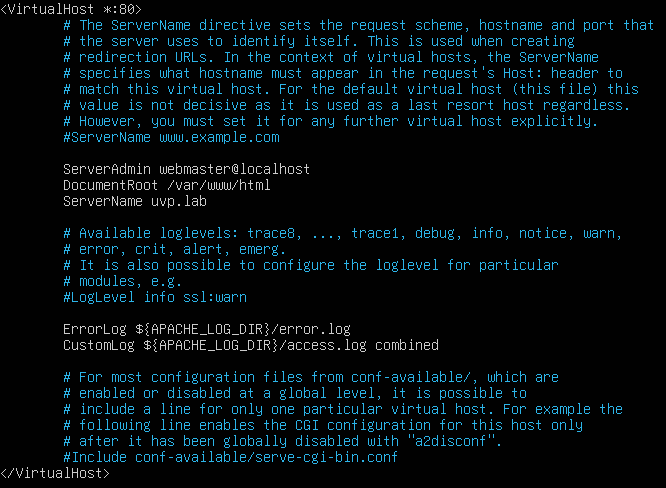 <VirtualHost *:80>
# The ServerName directive sets the request scheme, hostname and port that
# the server uses to identify itself. This is used when creating
# redirection URLs. In the context of virtual hosts, the ServerName
# specifies what hostname must appear in the request's Host: header to
# match this virtual host. For the default virtual host (this file) this
# value is not decisive as it is used as a last resort host regardless.
# However, you must set it for any further virtual host explicitly.
#ServerName www.example.com
ServerAdmin webmaster@localhost
DocumentRoot /var/www/html
ServerName uvp.lab
# Available loglevels: trace8, ..., trace1, debug, info, notice, warn,
# error, crit, alert, emerg.
# It is also possible to configure the loglevel for particular
# modules, e.g.
#LogLevel info ssl:warn
ErrorLog ${APACHE_LOG_DIR}/error.log
CustomLog ${APACHE_LOG_DIR}/access.log combined
# For most configuration files from conf-available/, which are
# enabled or disabled at a global level, it is possible to
# include a line for only one particular virtual host. For example the
# following line enables the CGI configuration for this host only
# after it has been globally disabled with "a2disconf".
#Include conf-available/serve-cgi-bin.conf
</VirtualHost>